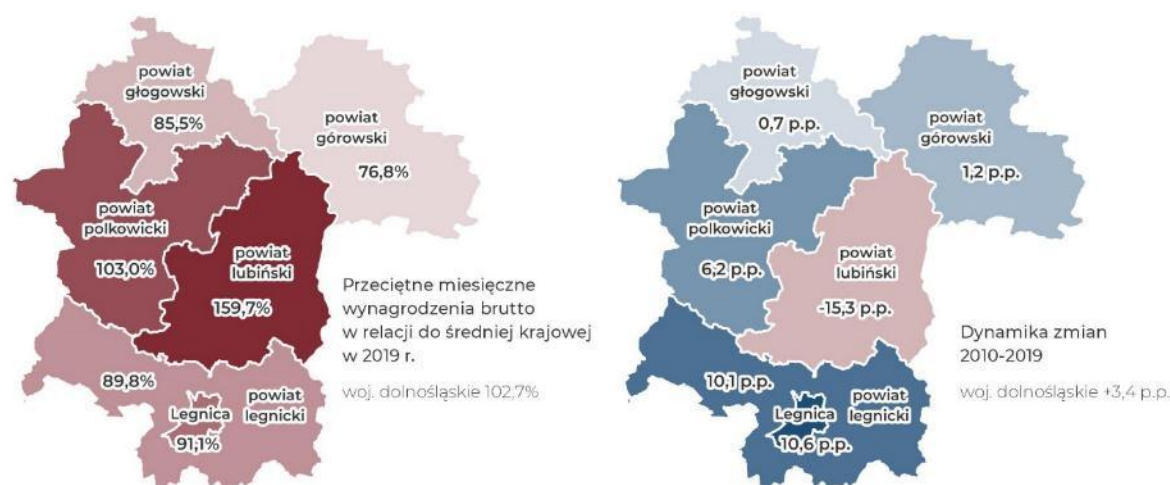 powiat
głogowski
85,5%
powiat
górowski
76,8%
powiat
polkowicki
103,0%
powiat
lubiński
159,7%
89,8%
Legnica
91,1%
powiat
legnicki
Przeciętne miesięczne
wynagrodzenia brutto
w relacji do średniej krajowej
w 2019 r.
woj. dolnośląskie 102,7%
powiat
głogowski
0,7 p.p.
powiat
górowski
1,2 p.p.
powiat
polkowicki
6,2 p.p.
powiat
lubiński
-15,3 p.p.
10,1 p.p.
Legnica
10,6 p.p.
powiat
legnicki
Dynamika zmian
2010-2019
woj. dolnośląskie +3,4 p.p.